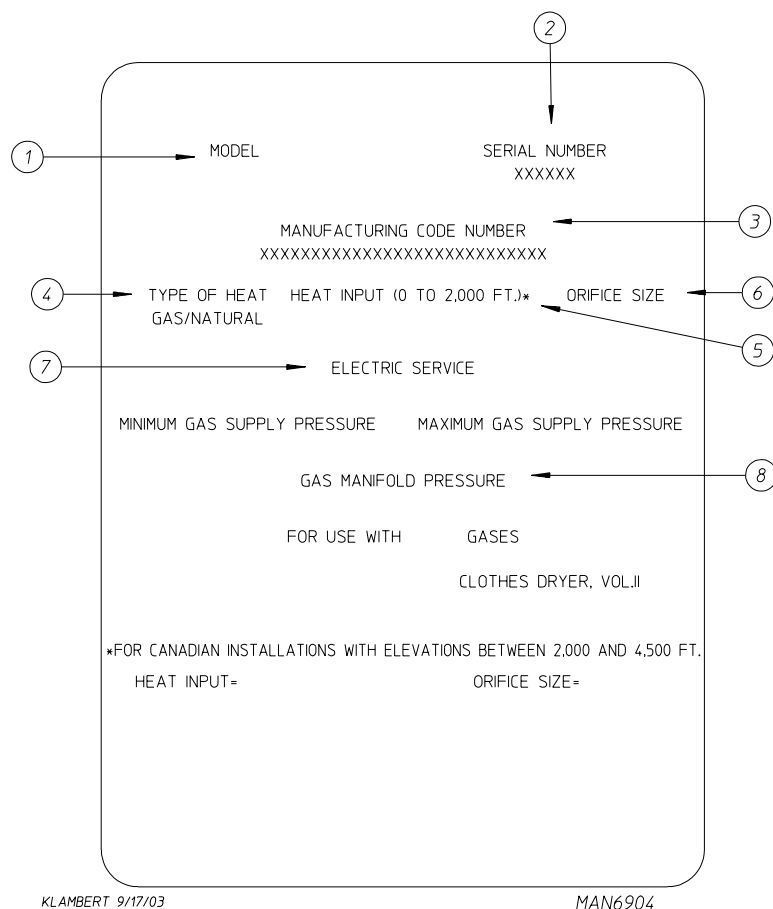 2
1
MODEL
SERIAL NUMBER
XXXXXX
3
MANUFACTURING CODE NUMBER
XXXXXXXXXXXXXXXXXXXXXXXXXXXX
4
TYPE OF HEAT HEAT INPUT (0 TO 2,000 FT.)* ORIFICE SIZE
6
GAS/NATURAL
5
7
ELECTRIC SERVICE
MINIMUM GAS SUPPLY PRESSURE MAXIMUM GAS SUPPLY PRESSURE
GAS MANIFOLD PRESSURE
8
FOR USE WITH GASES
CLOTHES DRYER, VOL.II
*FOR CANADIAN INSTALLATIONS WITH ELEVATIONS BETWEEN 2,000 AND 4,500 FT.
HEAT INPUT= ORIFICE SIZE=
KLAMBERT 9/17/03 MAN6904